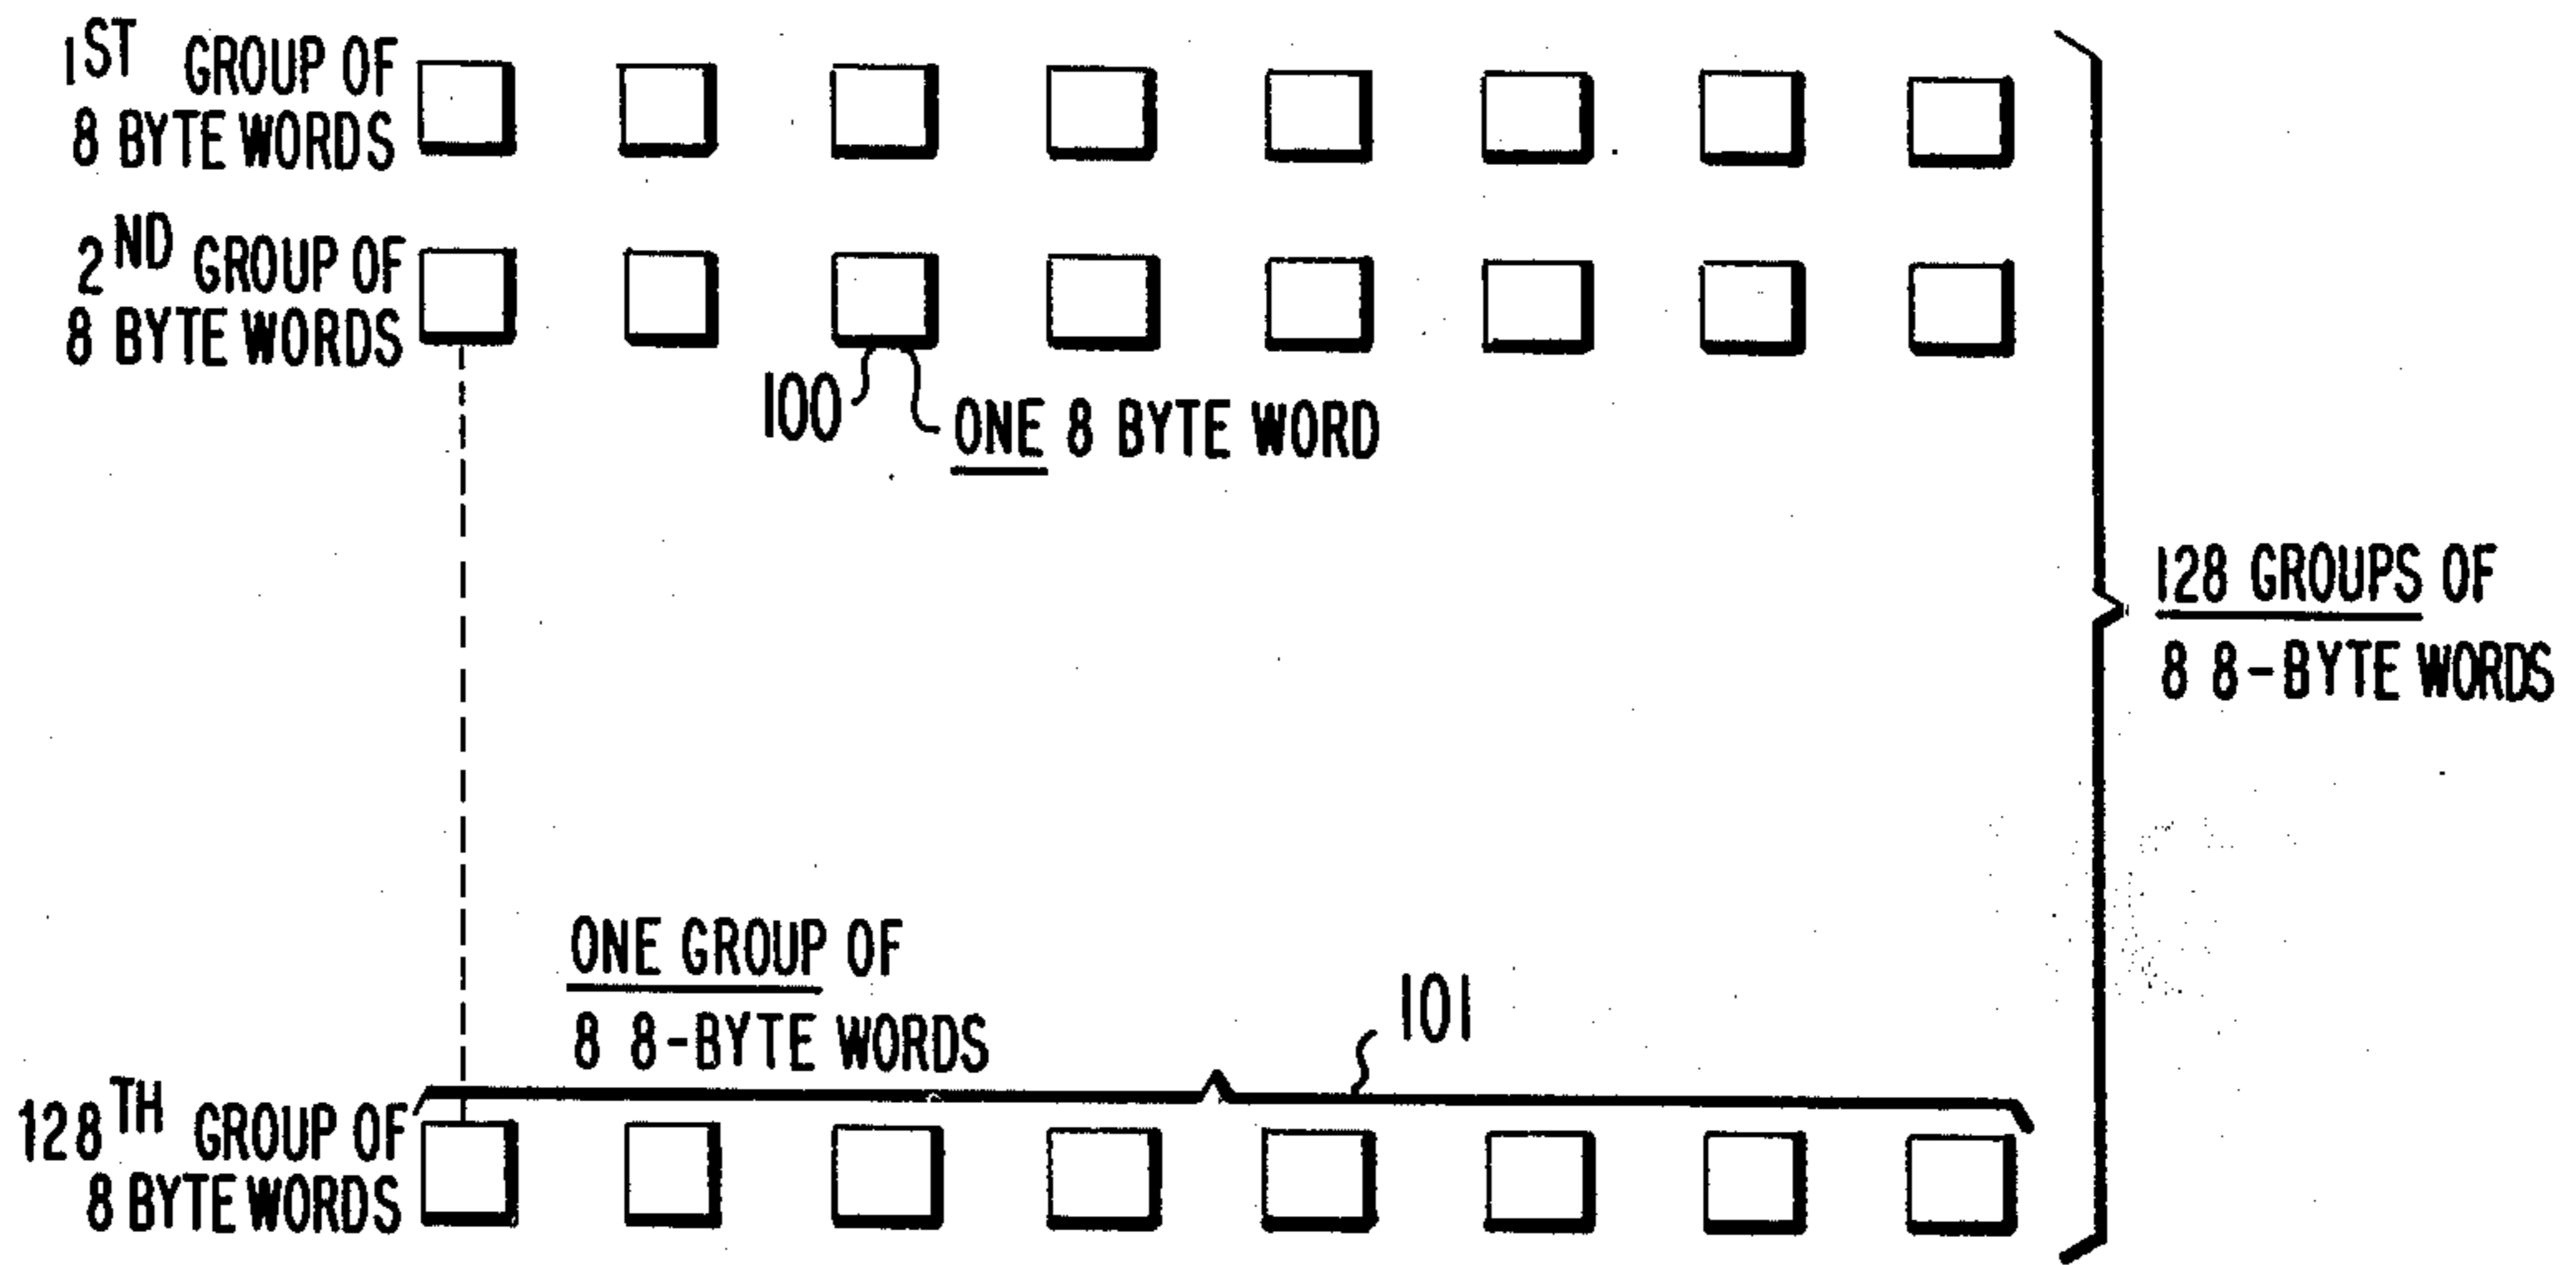 1ST GROUP OF
8 BYTE WORDS
2ND GROUP OF
8 BYTE WORDS
100
ONE 8 BYTE WORD
128 GROUPS OF
8 8-BYTE WORDS
ONE GROUP OF
8 8-BYTE WORDS
101
128TH GROUP OF
8 BYTE WORDS